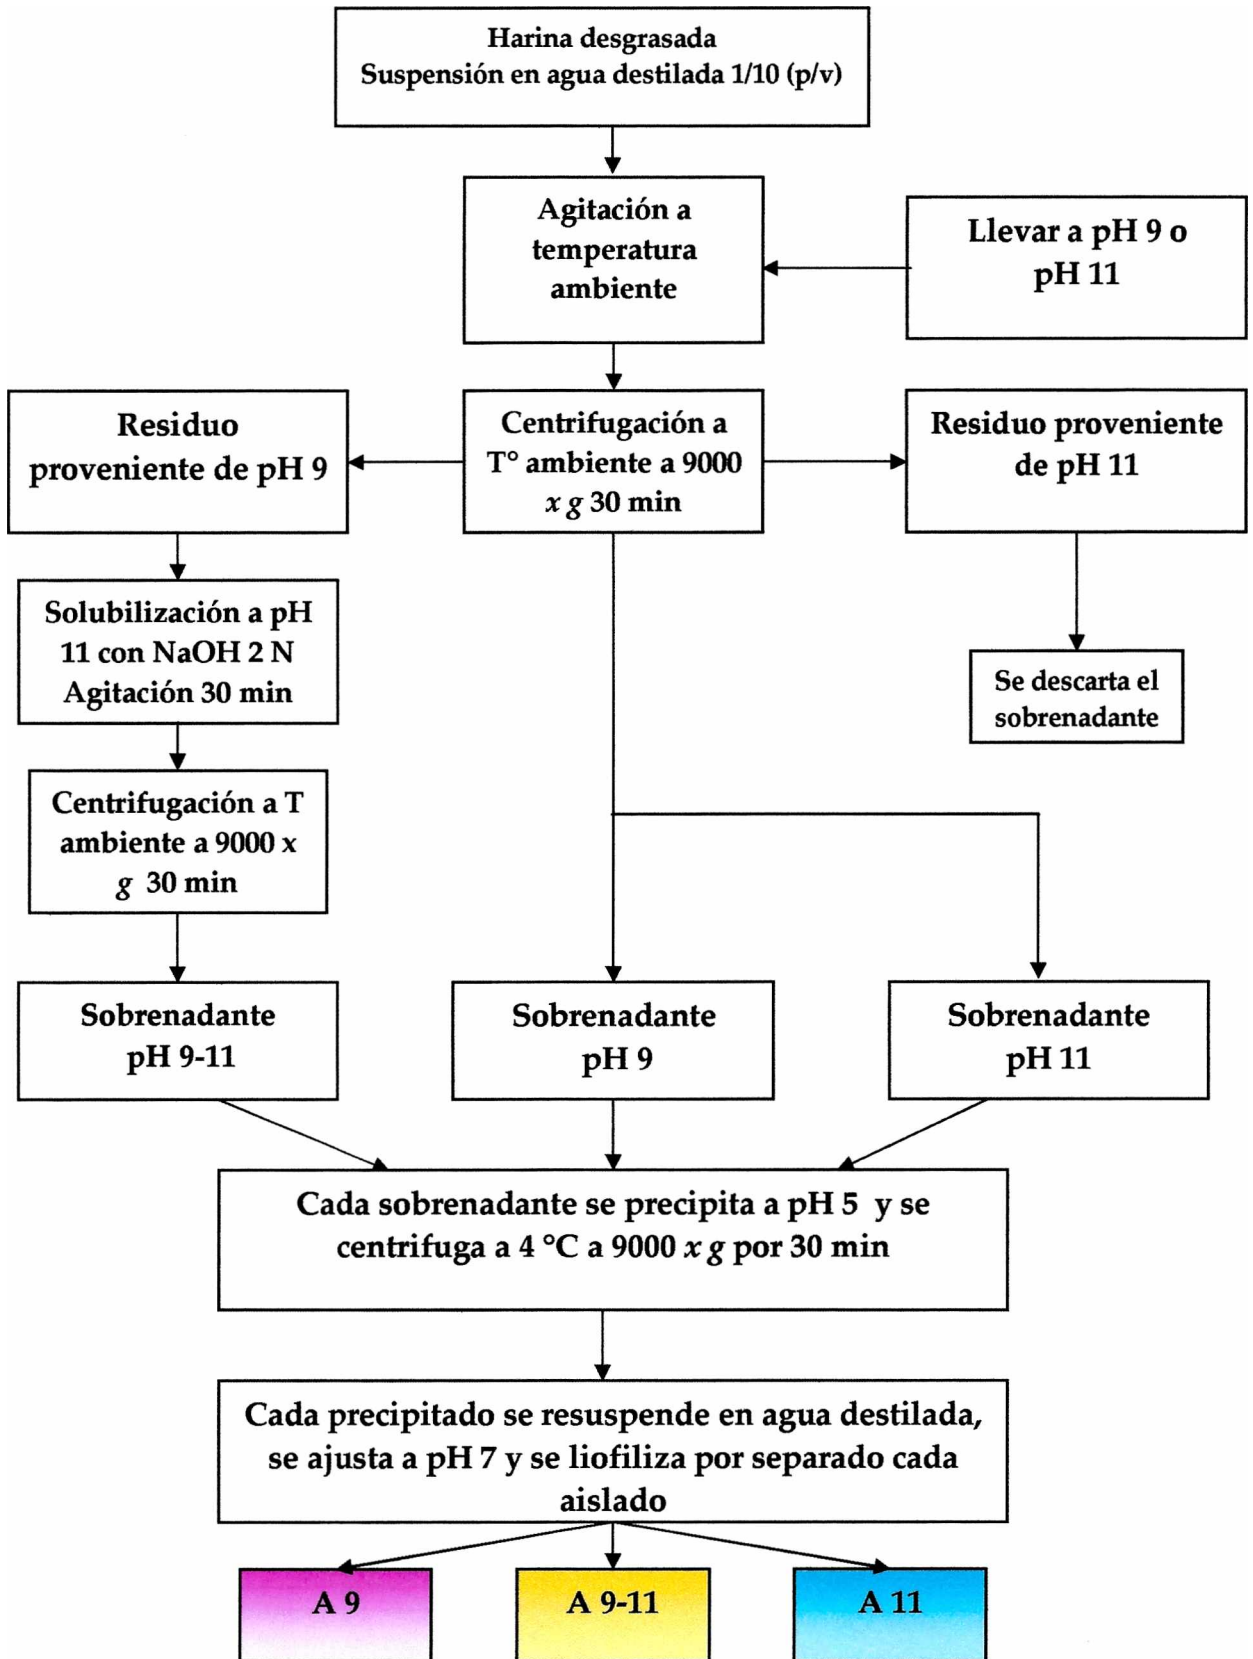 Harina desgrasada
Suspensión en agua destilada 1/10 (p/v)
Agitación a
temperatura
ambiente
Llevar a pH 9 o
pH 11
Residuo
proveniente de pH 9
Centrifugación a
T° ambiente a 9000
x g 30 min
Residuo proveniente
de pH 11
Solubilización a pH
11 con NaOH 2 N
Agitación 30 min
Se descarta el
sobrenadante
Centrifugación a T
ambiente a 9000 x
g 30 min
Sobrenadante
pH 9-11
Sobrenadante
pH 9
Sobrenadante
pH 11
Cada sobrenadante se precipita a pH 5 y se
centrifuga a 4 °C a 9000 x g por 30 min
Cada precipitado se resuspende en agua destilada,
se ajusta a pH 7 y se liofiliza por separado cada
aislado
A 9
A 9-11
A 11